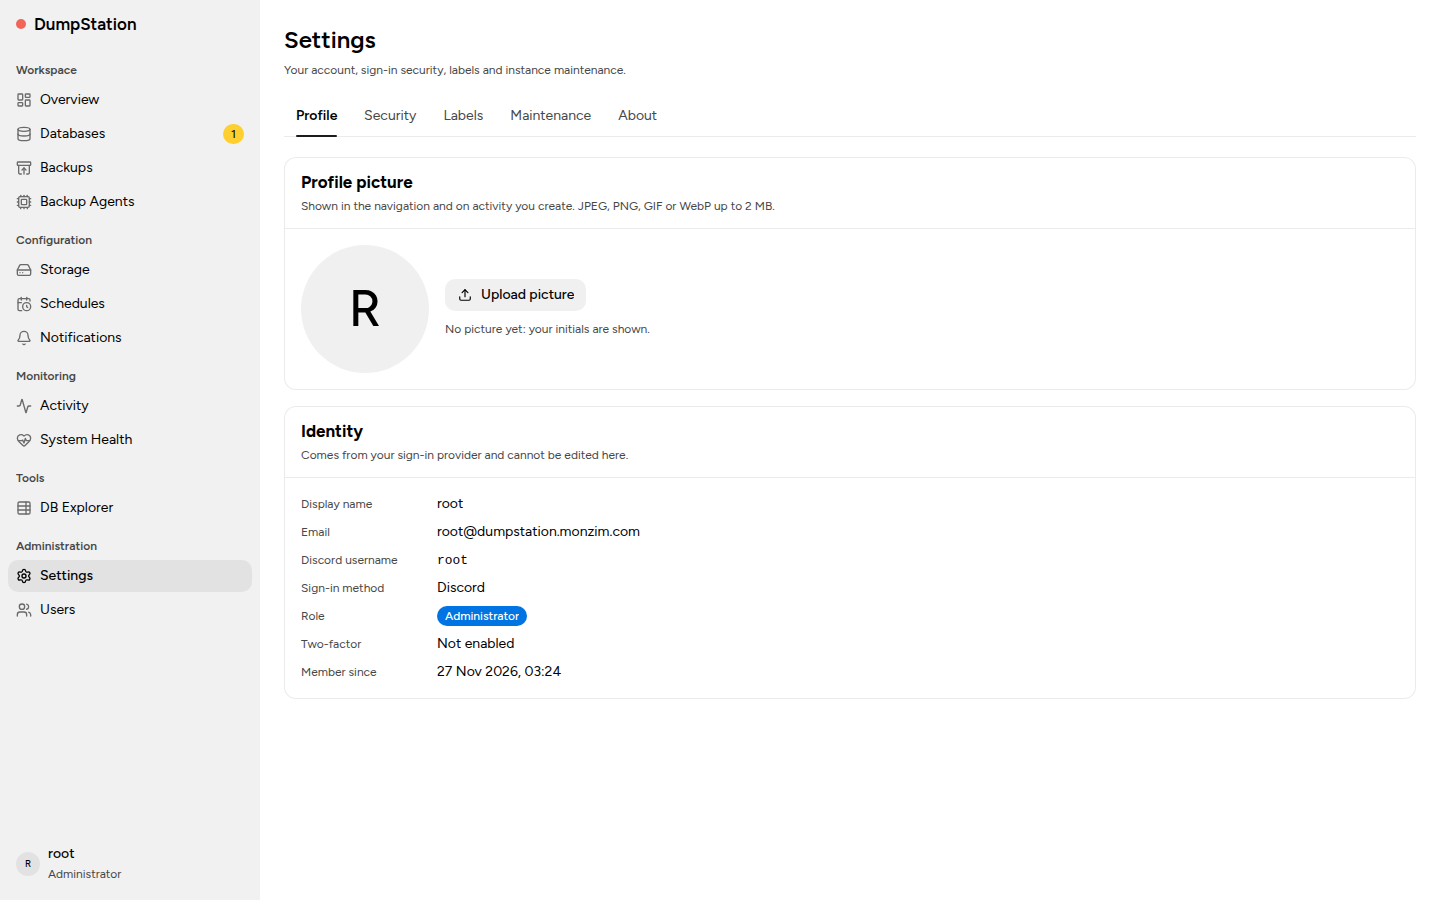 DumpStation
Workspace
Overview
Databases 1
Backups
Backup Agents
Configuration
Storage
Schedules
Notifications
Monitoring
Activity
System Health
Tools
DB Explorer
Administration
Settings
Users
R
root
Administrator
Settings
Your account, sign-in security, labels and instance maintenance.
Profile Security Labels Maintenance About
Profile picture
Shown in the navigation and on activity you create. JPEG, PNG, GIF or WebP up to 2 MB.
R
Upload picture
No picture yet: your initials are shown.
Identity
Comes from your sign-in provider and cannot be edited here.
Display name root
Email root@dumpstation.monzim.com
Discord username root
Sign-in method Discord
Role Administrator
Two-factor Not enabled
Member since 27 Nov 2026, 03:24